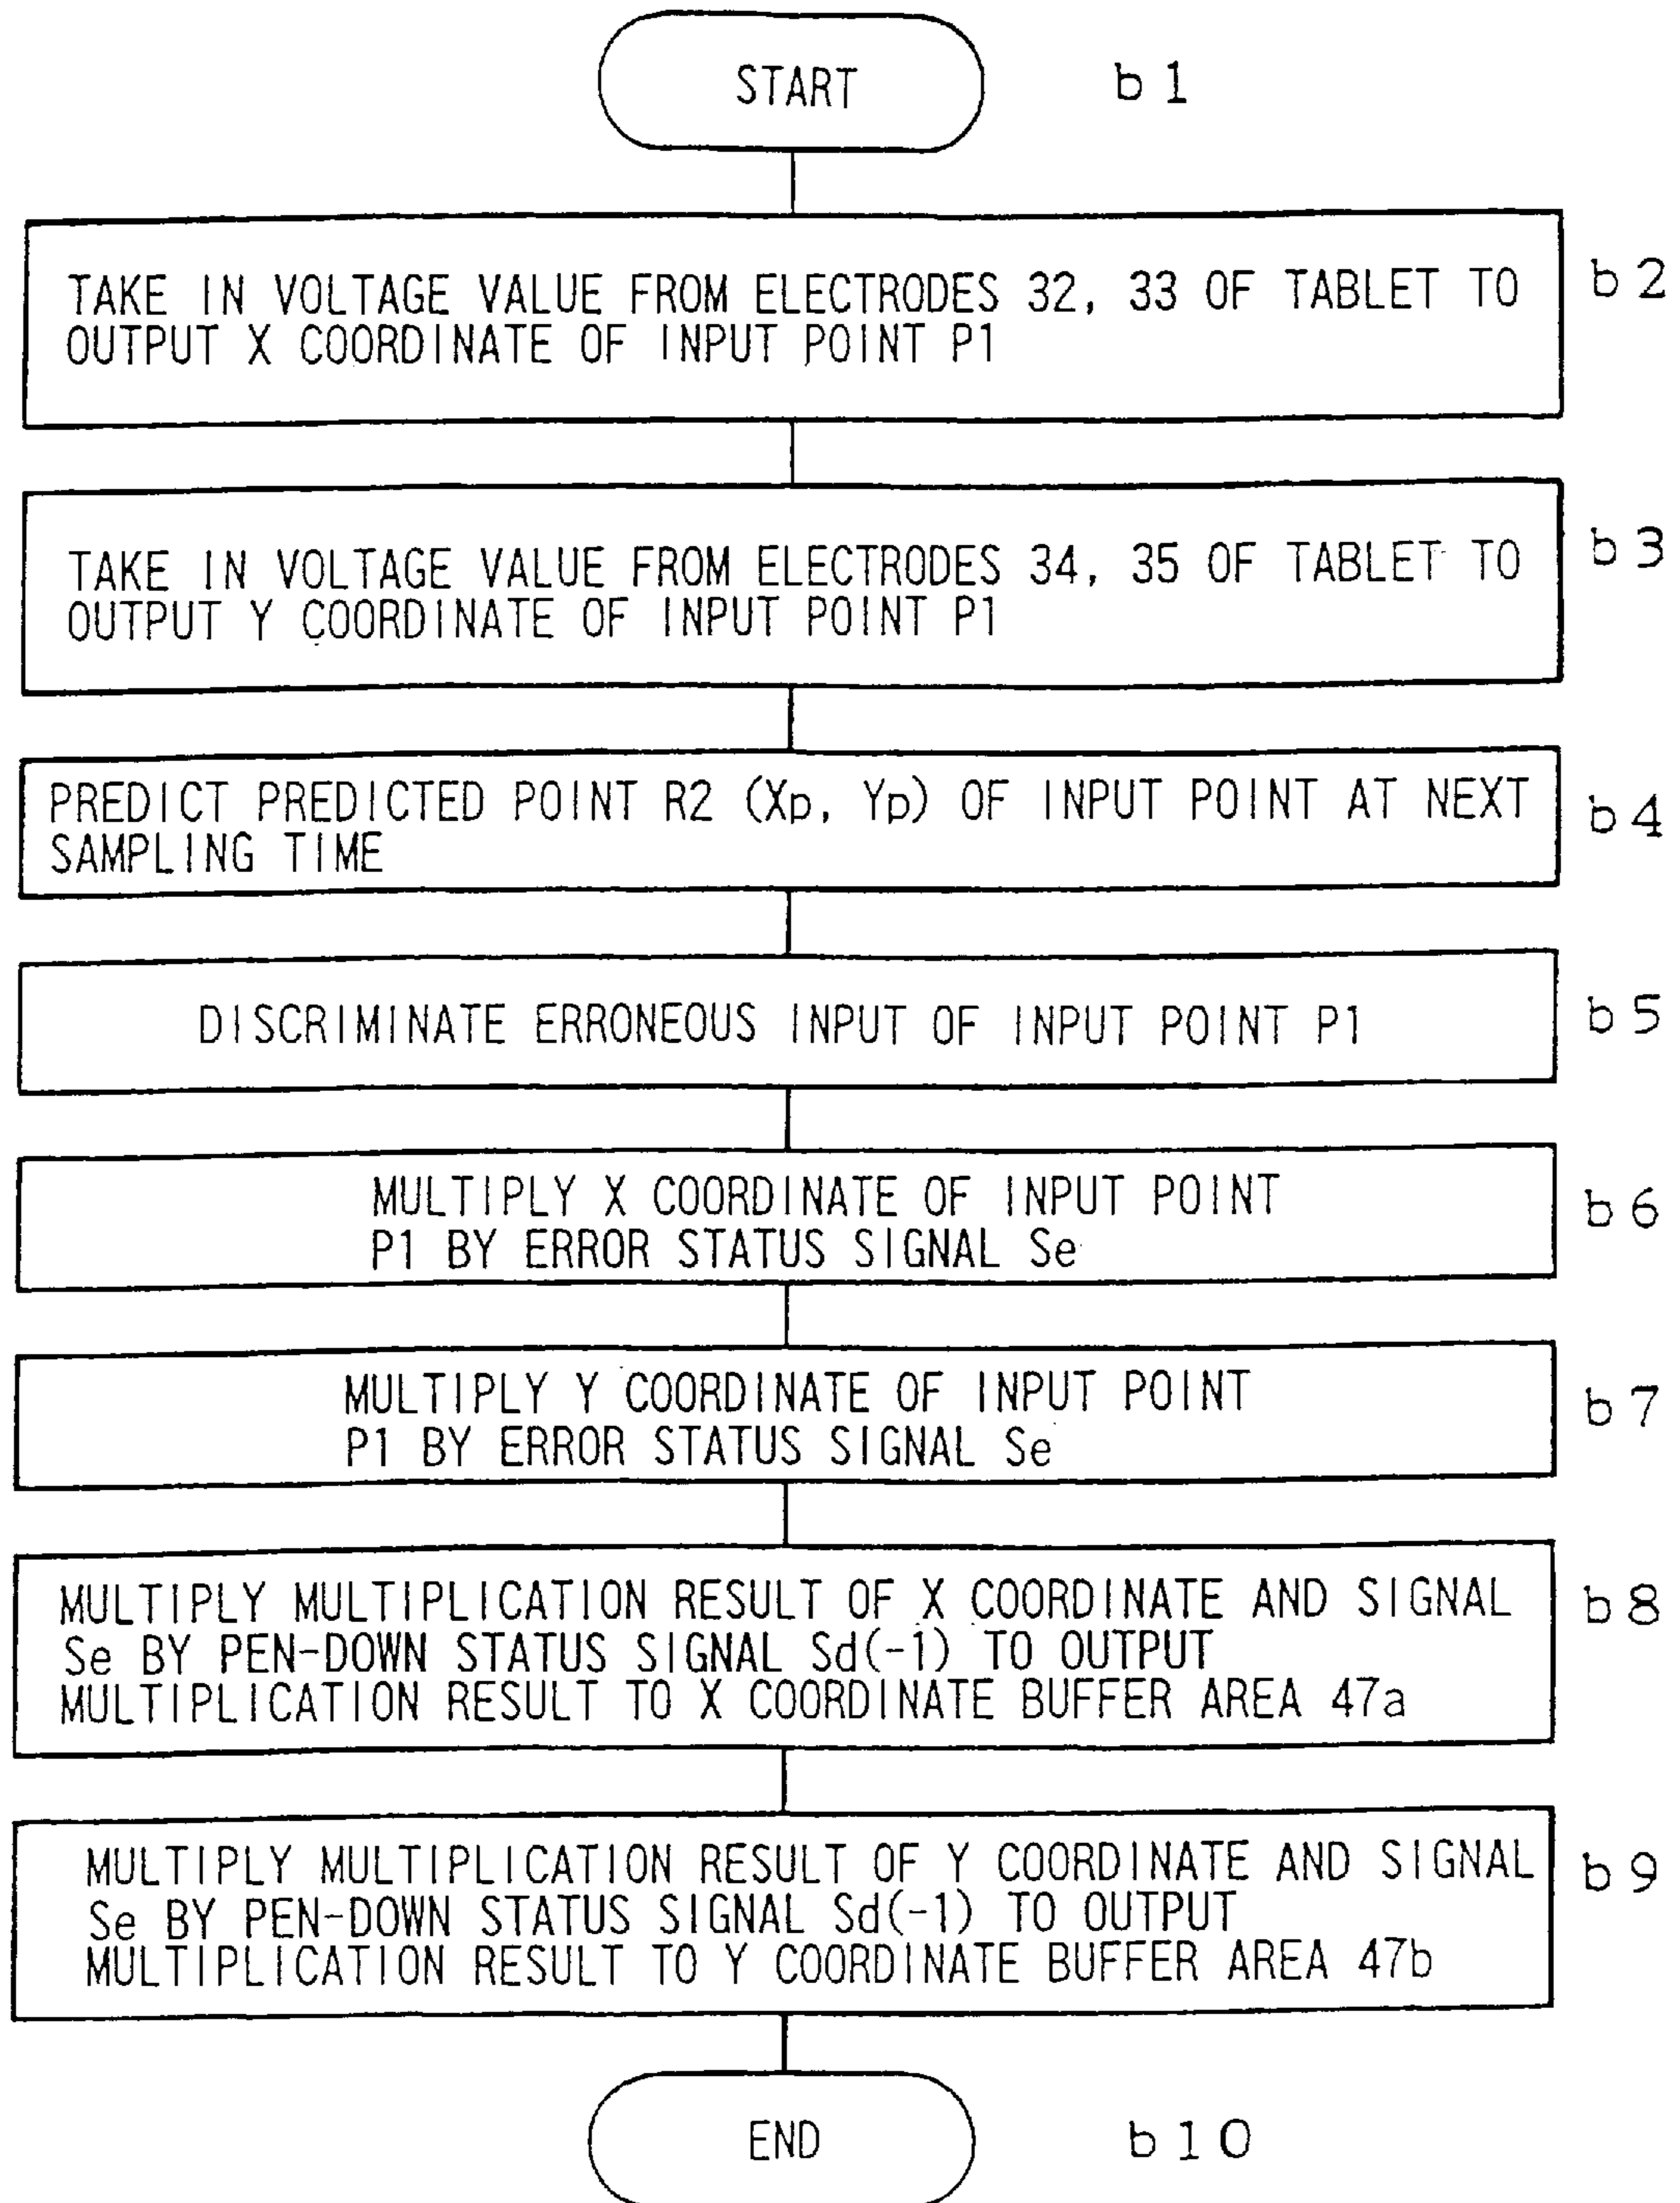 START
b1
TAKE IN VOLTAGE VALUE FROM ELECTRODES 32, 33 OF TABLET TO
OUTPUT X COORDINATE OF INPUT POINT P1
b2
TAKE IN VOLTAGE VALUE FROM ELECTRODES 34, 35 OF TABLET TO
OUTPUT Y COORDINATE OF INPUT POINT P1
b3
PREDICT PREDICTED POINT R2 (Xp, Yp) OF INPUT POINT AT NEXT
SAMPLING TIME
b4
DISCRIMINATE ERRONEOUS INPUT OF INPUT POINT P1
b5
MULTIPLY X COORDINATE OF INPUT POINT
P1 BY ERROR STATUS SIGNAL Se
b6
MULTIPLY Y COORDINATE OF INPUT POINT
P1 BY ERROR STATUS SIGNAL Se
b7
MULTIPLY MULTIPLICATION RESULT OF X COORDINATE AND SIGNAL
Se BY PEN-DOWN STATUS SIGNAL Sd(-1) TO OUTPUT
MULTIPLICATION RESULT TO X COORDINATE BUFFER AREA 47a
b8
MULTIPLY MULTIPLICATION RESULT OF Y COORDINATE AND SIGNAL
Se BY PEN-DOWN STATUS SIGNAL Sd(-1) TO OUTPUT
MULTIPLICATION RESULT TO Y COORDINATE BUFFER AREA 47b
b9
END
b10